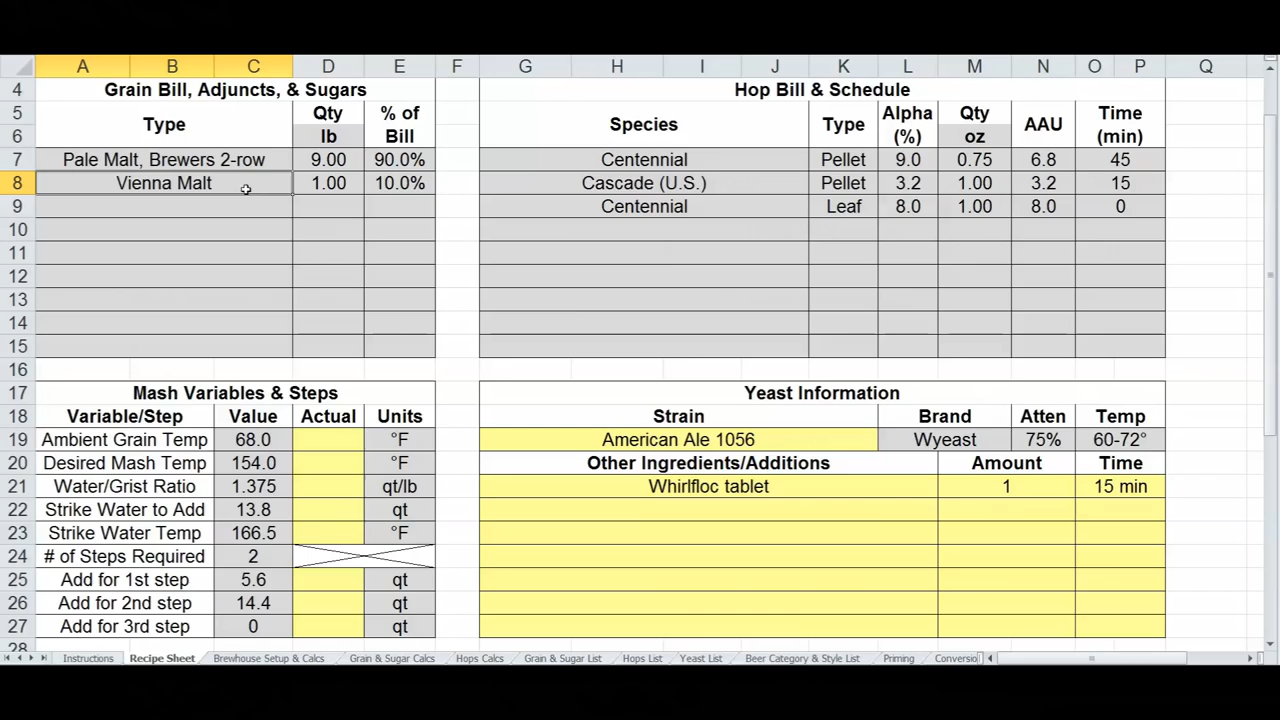 A B C D E F G H I J K L M N O P Q
4 Grain Bill, Adjuncts, & Sugars Hop Bill & Schedule
5 Type Qty % of Species Type Alpha Qty AAU Time
6 lb Bill (%) oz (min)
7 Pale Malt, Brewers 2-row 9.00 90.0% Centennial Pellet 9.0 0.75 6.8 45
8 Vienna Malt 1.00 10.0% Cascade (U.S.) Pellet 3.2 1.00 3.2 15
9 Centennial Leaf 8.0 1.00 8.0 0
10
11
12
13
14
15
16
17 Mash Variables & Steps Yeast Information
18 Variable/Step Value Actual Units Strain Brand Atten Temp
19 Ambient Grain Temp 68.0 °F American Ale 1056 Wyeast 75% 60-72°
20 Desired Mash Temp 154.0 °F Other Ingredients/Additions Amount Time
21 Water/Grist Ratio 1.375 qt/lb Whirlfloc tablet 1 15 min
22 Strike Water to Add 13.8 qt
23 Strike Water Temp 166.5 °F
24 # of Steps Required 2
25 Add for 1st step 5.6 qt
26 Add for 2nd step 14.4 qt
27 Add for 3rd step 0 qt
28
Instructions Recipe Sheet Brewhouse Setup & Calcs Grain & Sugar Calcs Hops Calcs Grain & Sugar List Hops List Yeast List Beer Category & Style List Priming Conversio